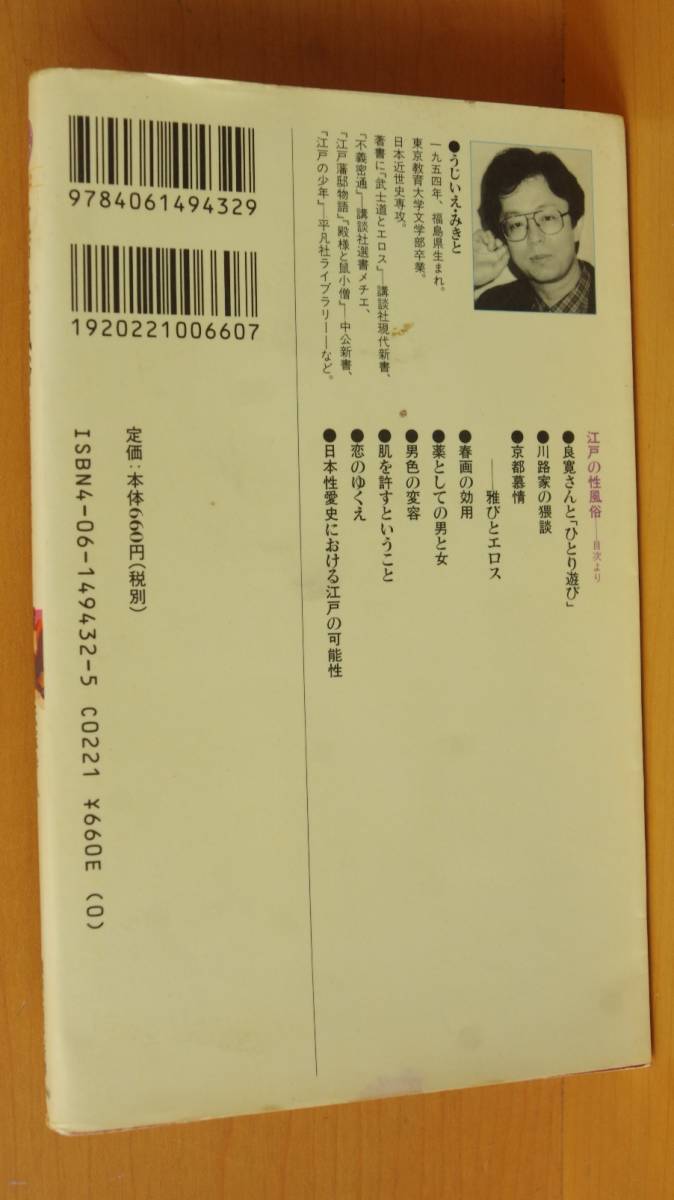 9784061494329
1920221006607
●うじいえ・みきと
一九五四年、福島県生まれ。
東京教育大学文学部卒業。
日本近世史専攻。
著書に『武士道とエロス』―講談社現代新書、
『不義密通』―講談社選書メチエ、
『江戸藩邸物語』『殿様と鼠小僧』―中公新書、
『江戸の少年』―平凡社ライブラリー――など。
江戸の性風俗――目次より
●良寛さんと「ひとり遊び」
●川路家の猥談
●京都慕情
――雅びとエロス
●春画の効用
●薬としての男と女
●男色の変容
●肌を許すということ
●恋のゆくえ
●日本性愛史における江戸の可能性
定価:本体660円(税別)
ISBN4-06-149432-5 C0221 ¥660E (0)